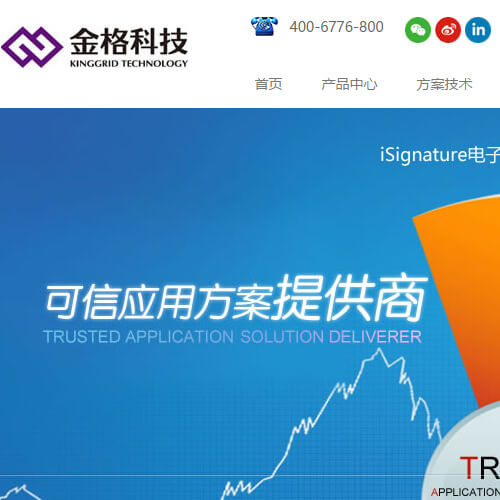 金格科技
KINGGRID TECHNOLOGY
400-6776-800
in
首页 产品中心 方案技术
iSignature电子
可信应用方案提供商
TRUSTED APPLICATION SOLUTION DELIVERER
TR
APPLICATION